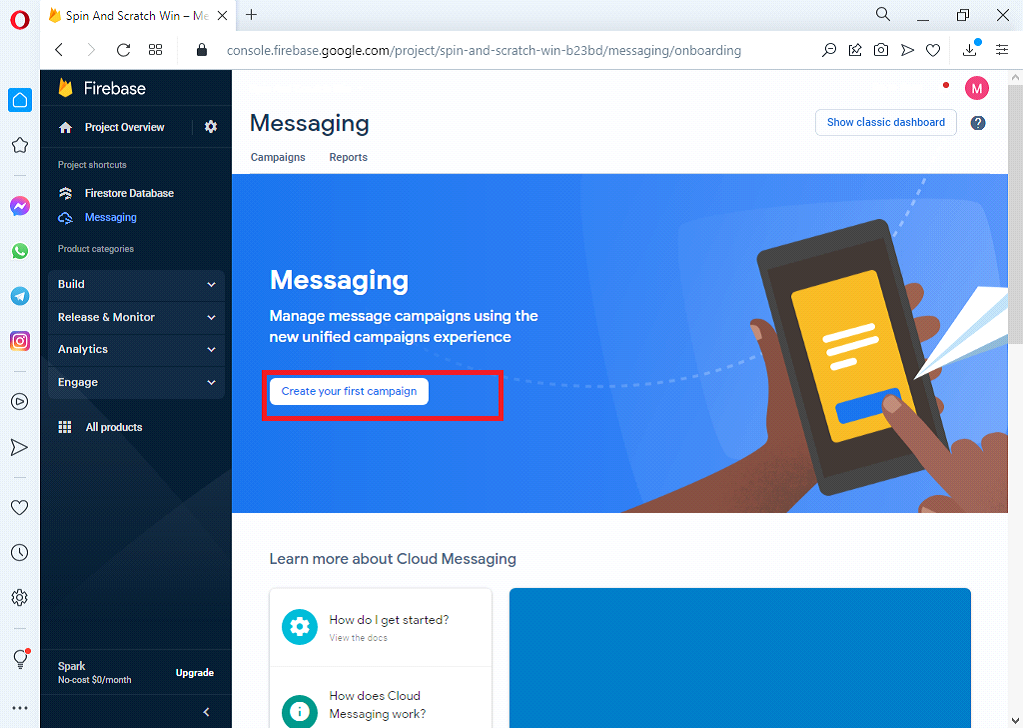 Spin And Scratch Win – Me
console.firebase.google.com/project/spin-and-scratch-win-b23bd/messaging/onboarding
Firebase
Project Overview
Project shortcuts
Firestore Database
Messaging
Product categories
Build
Release & Monitor
Analytics
Engage
All products
Spark
No-cost $0/month
Upgrade
M
Messaging
Show classic dashboard
Campaigns
Reports
Messaging
Manage message campaigns using the
new unified campaigns experience
Create your first campaign
Learn more about Cloud Messaging
How do I get started?
View the docs
How does Cloud
Messaging work?